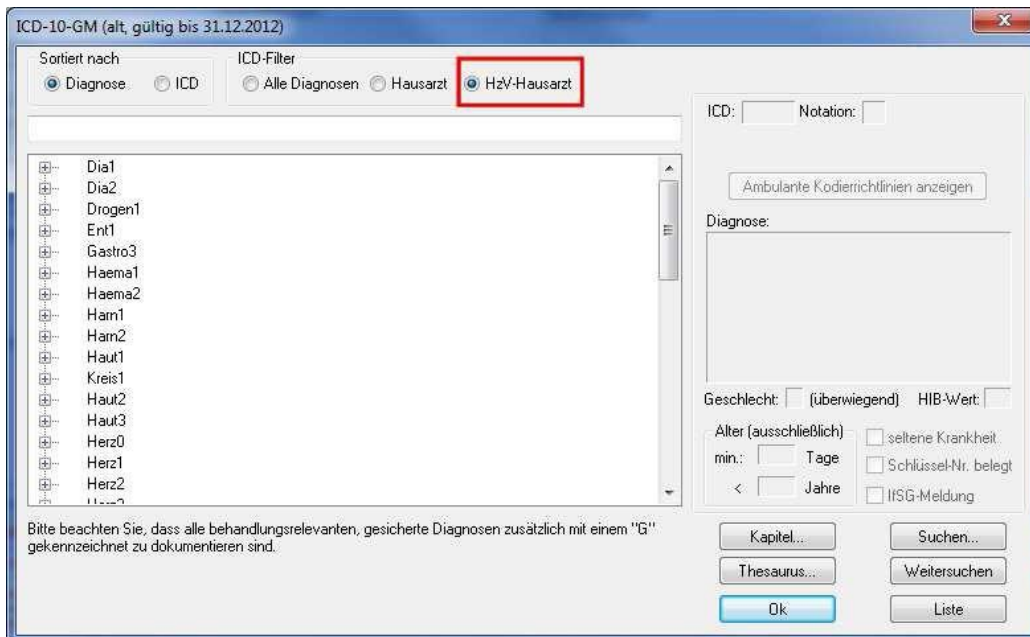 ICD-10-GM (alt, gültig bis 31.12.2012)
Sortiert nach
Diagnose ICD
ICD-Filter
Alle Diagnosen Hausarzt HzV-Hausarzt
Dia1
Dia2
Drogen1
Ent1
Gastro3
Haema1
Haema2
Harn1
Harn2
Haut1
Kreis1
Haut2
Haut3
Herz0
Herz1
Herz2
Bitte beachten Sie, dass alle behandlungsrelevanten, gesicherte Diagnosen zusätzlich mit einem "G"
gekennzeichnet zu dokumentieren sind.
ICD: Notation:
Ambulante Kodierrichtlinien anzeigen
Diagnose:
Geschlecht: (überwiegend) HIB-Wert:
Alter (ausschließlich)
min.: Tage
< Jahre
seltene Krankheit
Schlüssel-Nr. belegt
IfSG-Meldung
Kapitel... Suchen...
Thesaurus... Weitersuchen
Ok Liste